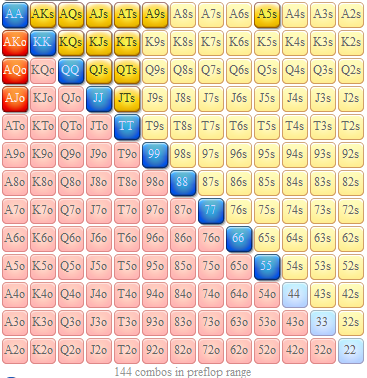 AA AKs AQs AJs ATs A9s A8s A7s A6s A5s A4s A3s A2s
AKo KK KQs KJs KTs K9s K8s K7s K6s K5s K4s K3s K2s
AQo KQo QQ QJs QTs Q9s Q8s Q7s Q6s Q5s Q4s Q3s Q2s
AJo KJo QJo JJ JTs J9s J8s J7s J6s J5s J4s J3s J2s
ATo KTo QTo JTo TT T9s T8s T7s T6s T5s T4s T3s T2s
A9o K9o Q9o J9o T9o 99 98s 97s 96s 95s 94s 93s 92s
A8o K8o Q8o J8o T8o 98o 88 87s 86s 85s 84s 83s 82s
A7o K7o Q7o J7o T7o 97o 87o 77 76s 75s 74s 73s 72s
A6o K6o Q6o J6o T6o 96o 86o 76o 66 65s 64s 63s 62s
A5o K5o Q5o J5o T5o 95o 85o 75o 65o 55 54s 53s 52s
A4o K4o Q4o J4o T4o 94o 84o 74o 64o 54o 44 43s 42s
A3o K3o Q3o J3o T3o 93o 83o 73o 63o 53o 43o 33 32s
A2o K2o Q2o J2o T2o 92o 82o 72o 62o 52o 42o 32o 22
144 combos in preflop range